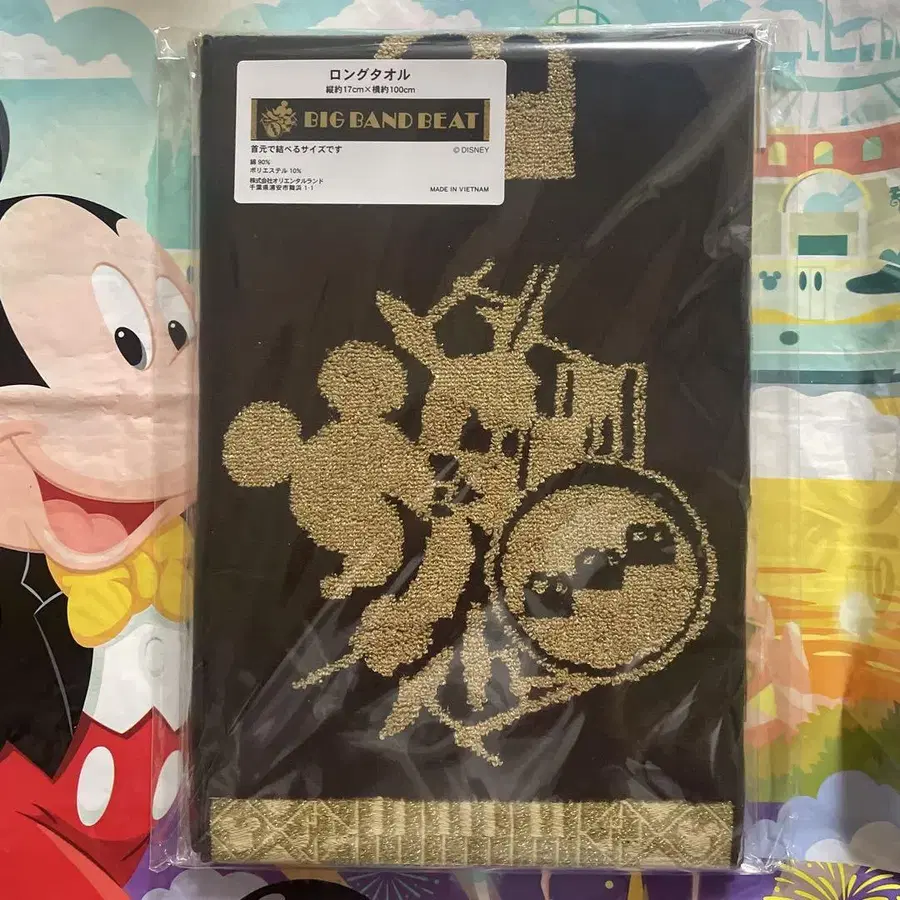 ロングタオル
縦約17cm×横約100cm
BIG BAND BEAT
首元で結べるサイズです
© DISNEY
綿 90%
ポリエステル 10%
株式会社オリエンタルランド
千葉県浦安市舞浜 1-1
MADE IN VIETNAM